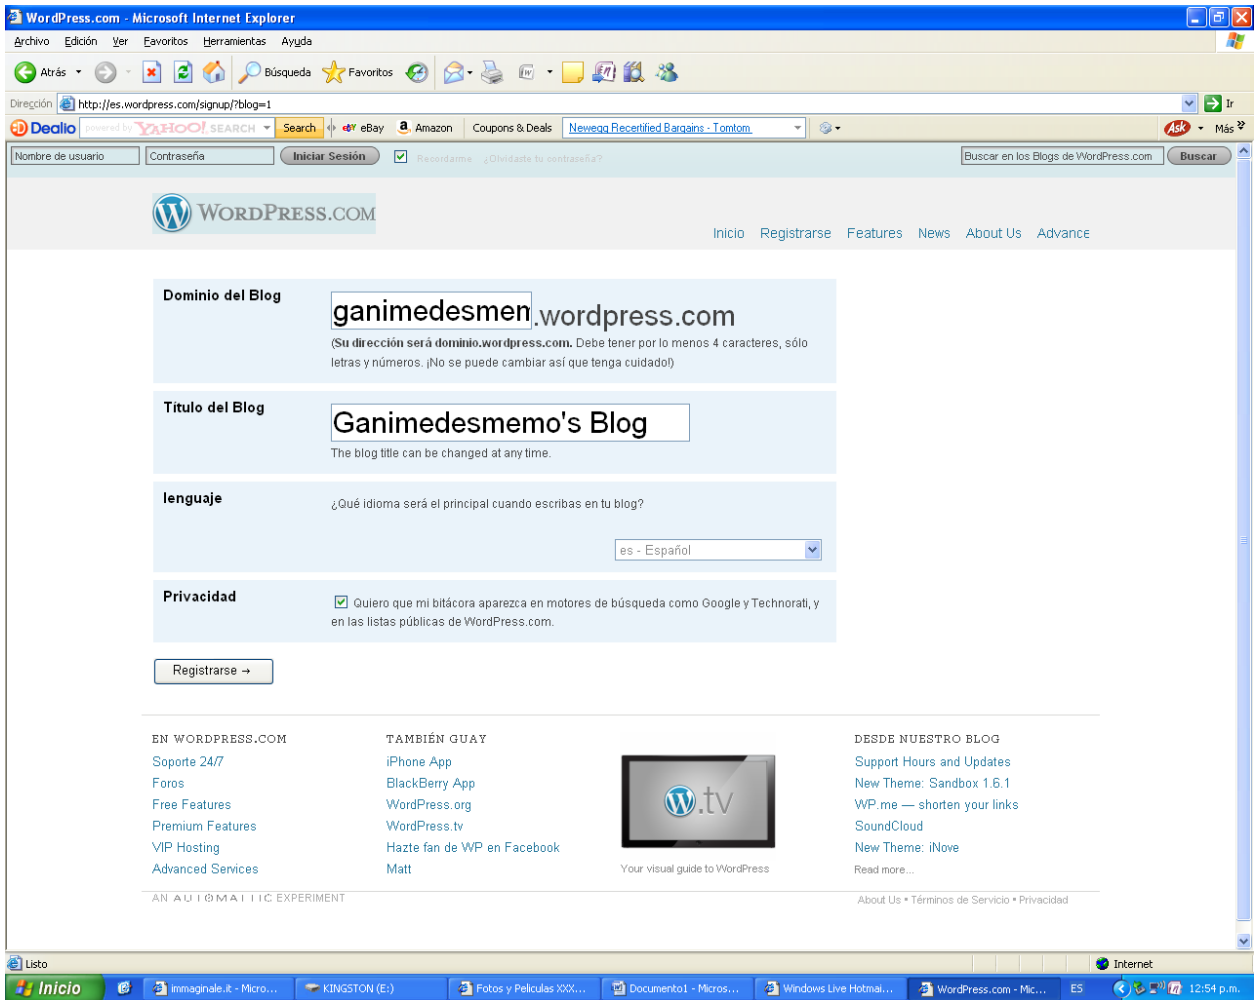 WordPress.com - Microsoft Internet Explorer
Archivo Edición Ver Favoritos Herramientas Ayuda
Atrás Búsqueda Favoritos
Dirección http://es.wordpress.com/signup/?blog=1 Ir
Dealio powered by YAHOO! SEARCH Search eBay Amazon Coupons & Deals Newegg Recertified Bargains - Tomtom Ask Más
Nombre de usuario Contraseña Iniciar Sesión Recordarme ¿Olvidaste tu contraseña? Buscar en los Blogs de WordPress.com Buscar
WORDPRESS.COM
Inicio Registrarse Features News About Us Advance
Dominio del Blog
ganimedesmem.wordpress.com
(Su dirección será dominio.wordpress.com. Debe tener por lo menos 4 caracteres, sólo
letras y números. ¡No se puede cambiar así que tenga cuidado!)
Título del Blog
Ganimedesmemo's Blog
The blog title can be changed at any time.
lenguaje
¿Qué idioma será el principal cuando escribas en tu blog?
es - Español
Privacidad
Quiero que mi bitácora aparezca en motores de búsqueda como Google y Technorati, y
en las listas públicas de WordPress.com.
Registrarse →
EN WORDPRESS.COM
Soporte 24/7
Foros
Free Features
Premium Features
VIP Hosting
Advanced Services
TAMBIÉN GUAY
iPhone App
BlackBerry App
WordPress.org
WordPress.tv
Hazte fan de WP en Facebook
Matt
.tv
Your visual guide to WordPress
DESDE NUESTRO BLOG
Support Hours and Updates
New Theme: Sandbox 1.6.1
WP.me — shorten your links
SoundCloud
New Theme: iNove
Read more...
AN AUTOMATTIC EXPERIMENT
About Us • Términos de Servicio • Privacidad
Listo Internet
Inicio immaginale.it - Micro... KINGSTON (E:) Fotos y Peliculas XXX... Documento1 - Micros... Windows Live Hotmai... WordPress.com - Mic... ES 12:54 p.m.